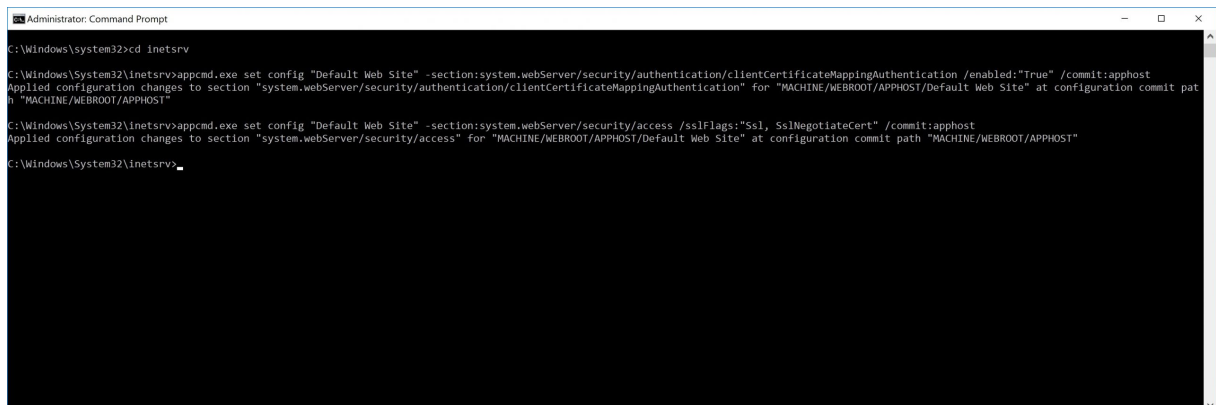 Administrator: Command Prompt
C:\Windows\system32>cd inetsrv
C:\Windows\System32\inetsrv>appcmd.exe set config "Default Web Site" -section:system.webServer/security/authentication/clientCertificateMappingAuthentication /enabled:"True" /commit:apphost
Applied configuration changes to section "system.webServer/security/authentication/clientCertificateMappingAuthentication" for "MACHINE/WEBROOT/APPHOST/Default Web Site" at configuration commit pat
h "MACHINE/WEBROOT/APPHOST"
C:\Windows\System32\inetsrv>appcmd.exe set config "Default Web Site" -section:system.webServer/security/access /sslFlags:"Ssl, SslNegotiateCert" /commit:apphost
Applied configuration changes to section "system.webServer/security/access" for "MACHINE/WEBROOT/APPHOST/Default Web Site" at configuration commit path "MACHINE/WEBROOT/APPHOST"
C:\Windows\System32\inetsrv>